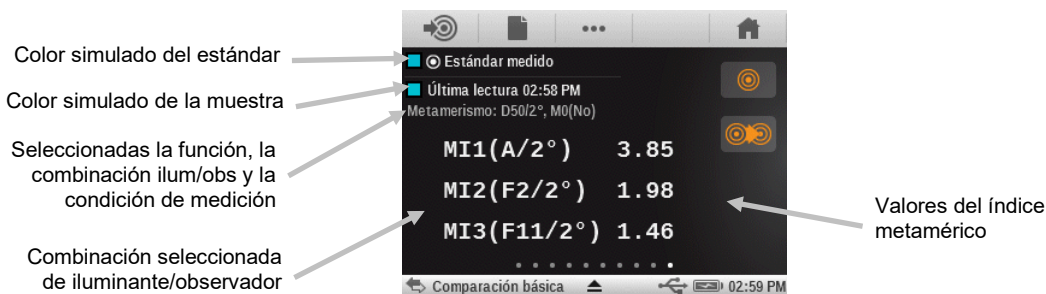 Color simulado del estándar
Color simulado de la muestra
Seleccionadas la función, la
combinación ilum/obs y la
condición de medición
Combinación seleccionada
de iluminante/observador
Estándar medido
Última lectura 02:58 PM
Metamerismo: D50/2°, M0(No)
MI1(A/2°) 3.85
MI2(F2/2°) 1.98
MI3(F11/2°) 1.46
Comparación básica
02:59 PM
Valores del índice
metamérico